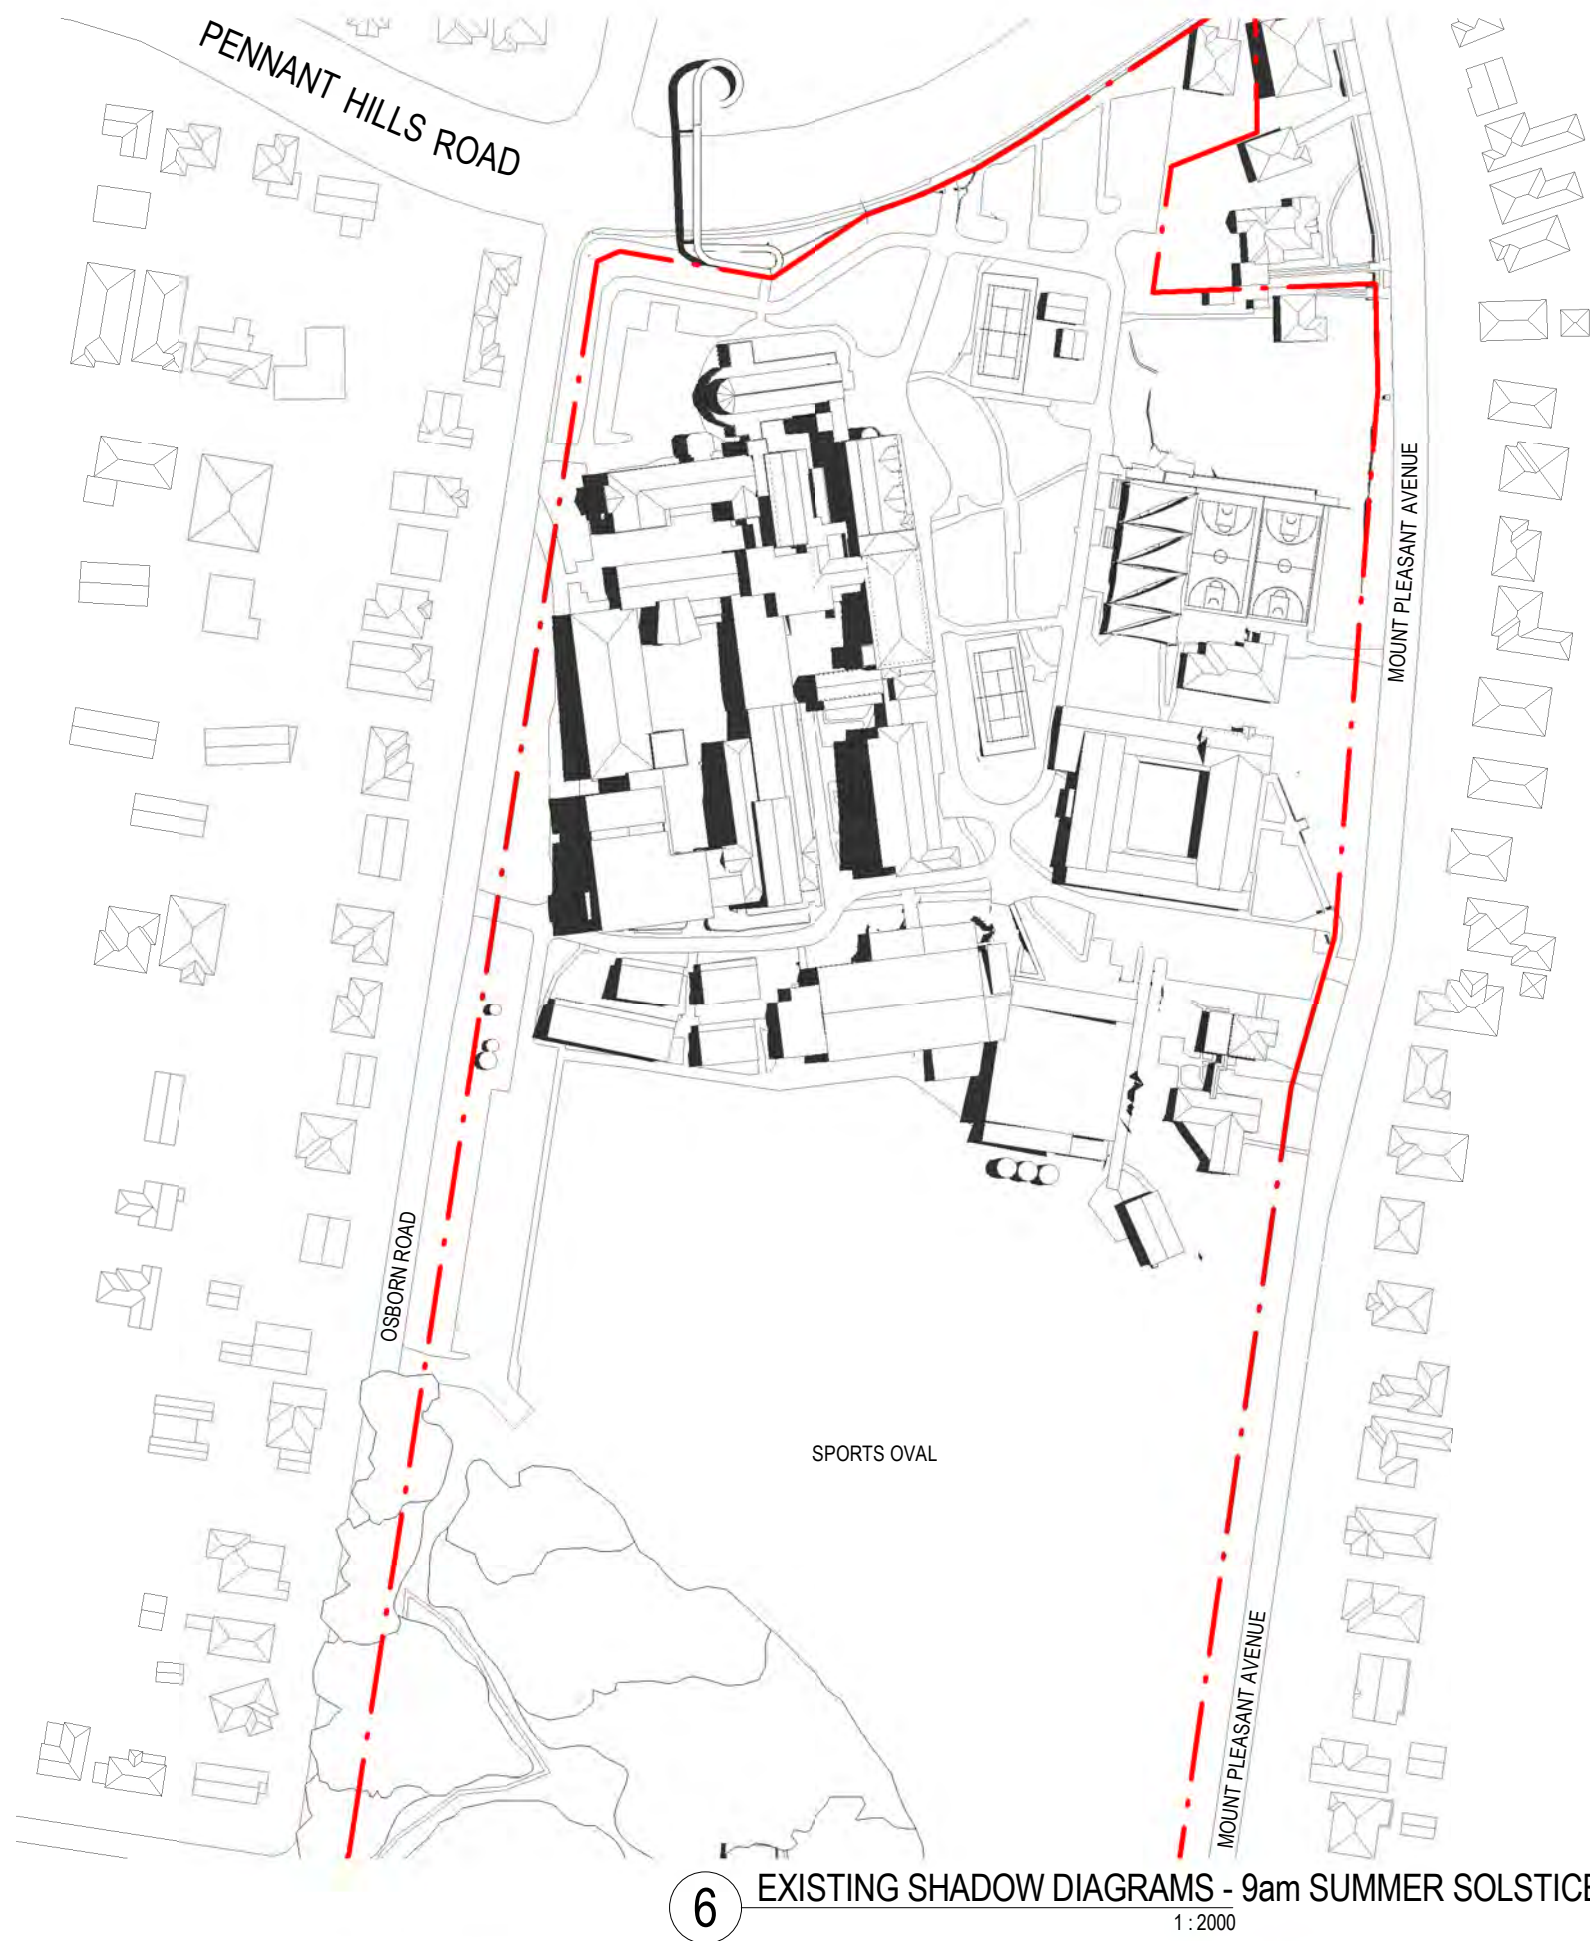 PENNANT HILLS ROAD
MOUNT PLEASANT AVENUE
OSBORN ROAD
SPORTS OVAL
MOUNT PLEASANT AVENUE
6
EXISTING SHADOW DIAGRAMS - 9am SUMMER SOLSTICE
1 : 2000